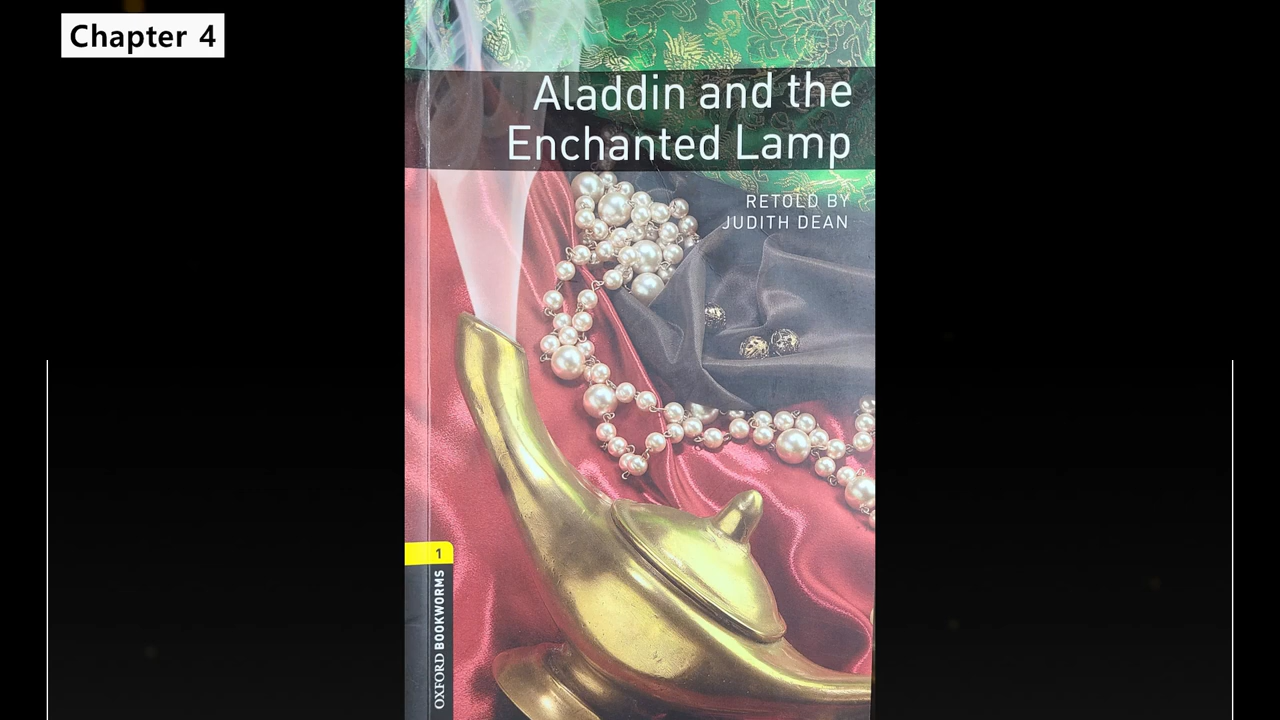 Chapter 4
Aladdin and the
Enchanted Lamp
RETOLD BY
JUDITH DEAN
1
OXFORD BOOKWORMS